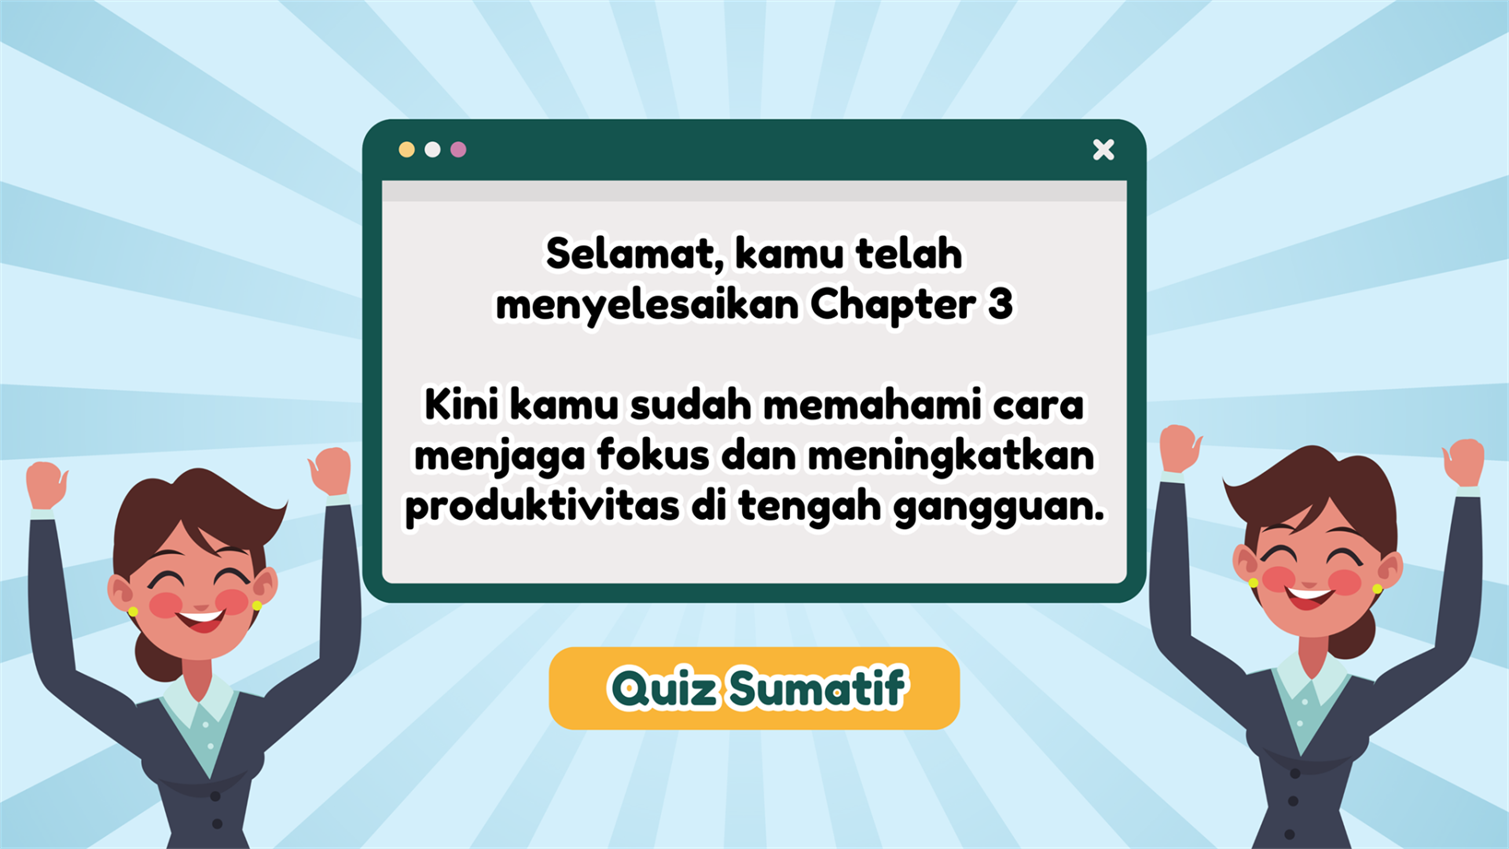 Selamat, kamu telah
menyelesaikan Chapter 3
Kini kamu sudah memahami cara
menjaga fokus dan meningkatkan
produktivitas di tengah gangguan.
Quiz Sumatif